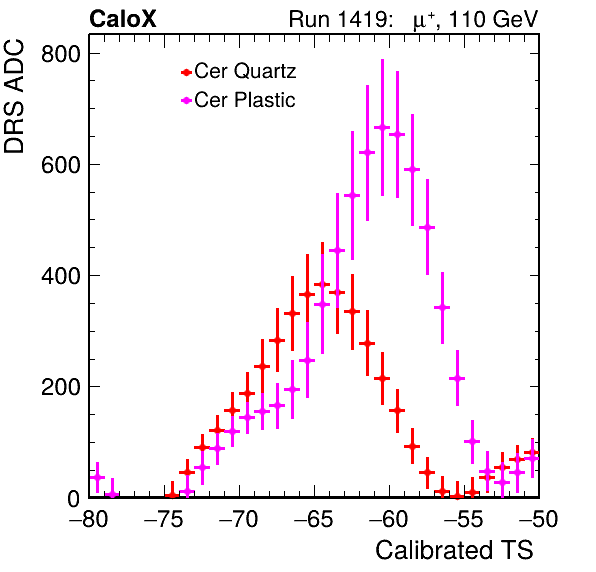 CaloX Run 1419: μ⁺, 110 GeV
DRS ADC
Cer Quartz
Cer Plastic
800
600
400
200
0
−80 −75 −70 −65 −60 −55 −50
Calibrated TS